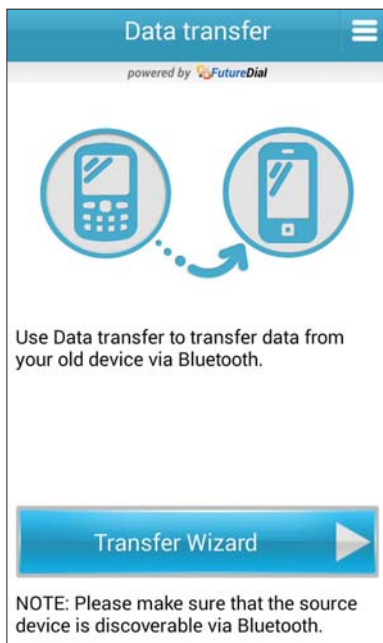 Data transfer
powered by FutureDial
Use Data transfer to transfer data from
your old device via Bluetooth.
Transfer Wizard
NOTE: Please make sure that the source
device is discoverable via Bluetooth.